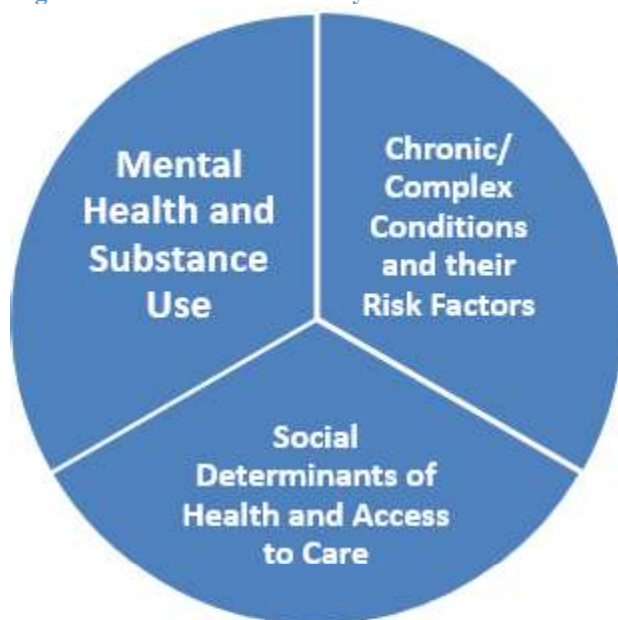 Mental
Health and
Substance
Use
Chronic/
Complex
Conditions
and their
Risk Factors
Social
Determinants of
Health and Access
to Care